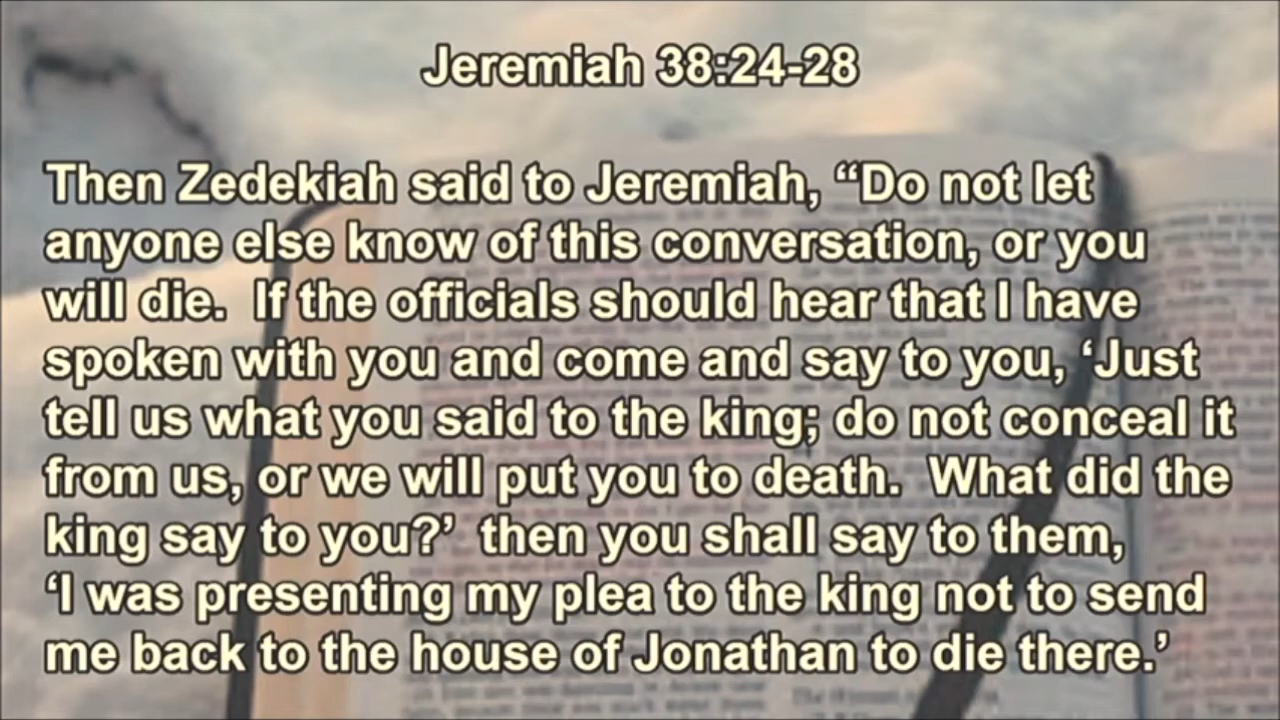 Jeremiah 38:24-28
Then Zedekiah said to Jeremiah, “Do not let
anyone else know of this conversation, or you
will die.  If the officials should hear that I have
spoken with you and come and say to you, ‘Just
tell us what you said to the king; do not conceal it
from us, or we will put you to death.  What did the
king say to you?’  then you shall say to them,
‘I was presenting my plea to the king not to send
me back to the house of Jonathan to die there.’